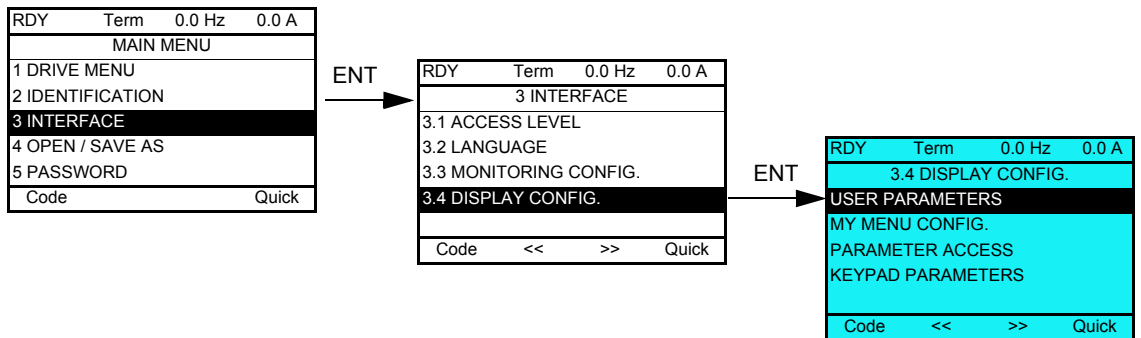 RDY Term 0.0 Hz 0.0 A
MAIN MENU
1 DRIVE MENU
2 IDENTIFICATION
3 INTERFACE
4 OPEN / SAVE AS
5 PASSWORD
Code Quick
ENT
RDY Term 0.0 Hz 0.0 A
3 INTERFACE
3.1 ACCESS LEVEL
3.2 LANGUAGE
3.3 MONITORING CONFIG.
3.4 DISPLAY CONFIG.
Code << >> Quick
ENT
RDY Term 0.0 Hz 0.0 A
3.4 DISPLAY CONFIG.
USER PARAMETERS
MY MENU CONFIG.
PARAMETER ACCESS
KEYPAD PARAMETERS
Code << >> Quick